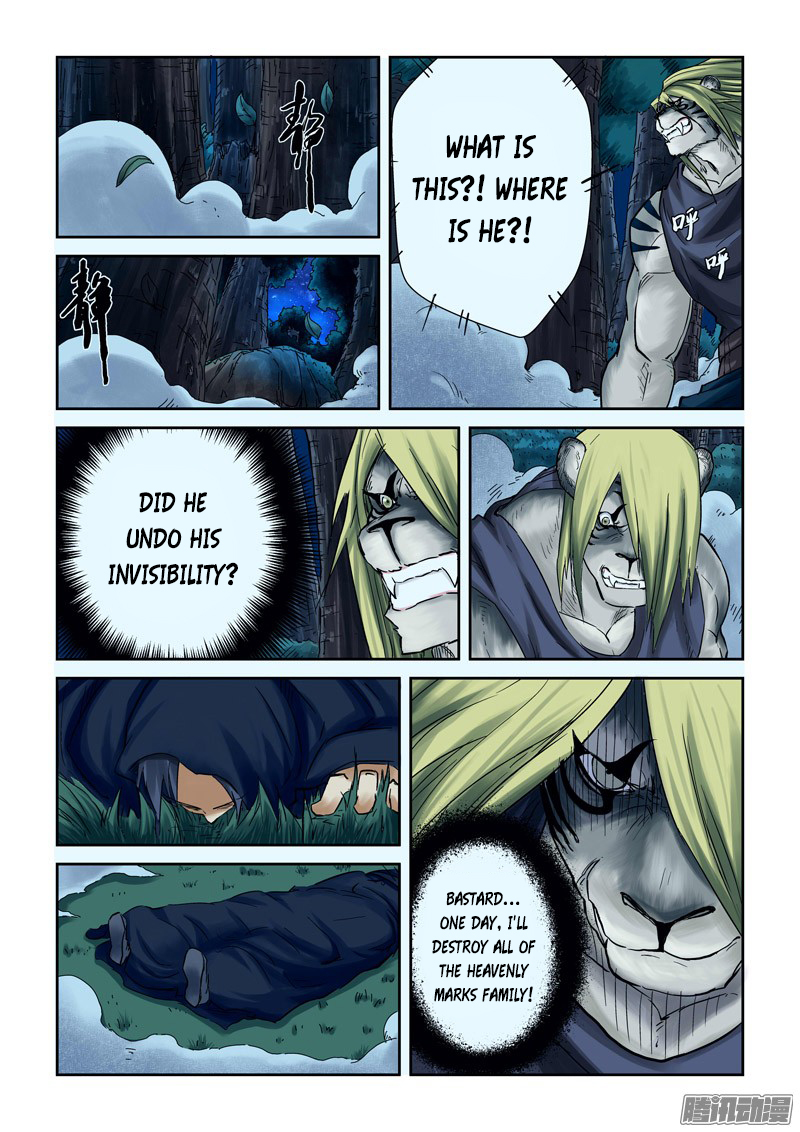 静
WHAT IS
THIS?! WHERE
IS HE?!
呼
呼
静
DID HE
UNDO HIS
INVISIBILITY?
BASTARD...
ONE DAY, I'LL
DESTROY ALL OF
THE HEAVENLY
MARKS FAMILY!
腾讯动漫